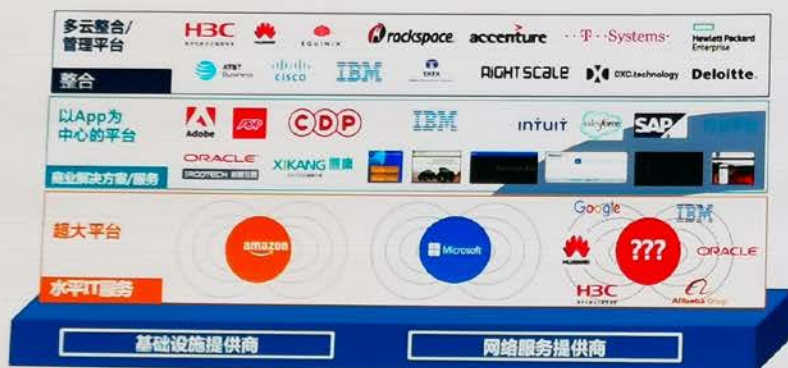 多云整合/
管理平台
H3C
HUAWEI
EQUINIX
rackspace
accenture
··T··Systems·
Hewlett Packard
Enterprise
整合
AT&T
Business
CISCO
IBM
TATA
RIGHTSCALE
DXC.technology
Deloitte.
以App为
中心的平台
Adobe
ADP
CDP
IBM
INTUIT
salesforce
SAP
商业解决方案/服务
ORACLE
XIKANG 熙康
超大平台
amazon
Microsoft
Google
IBM
HUAWEI
???
ORACLE
水平IT服务
H3C
Alibaba Group
基础设施提供商
网络服务提供商